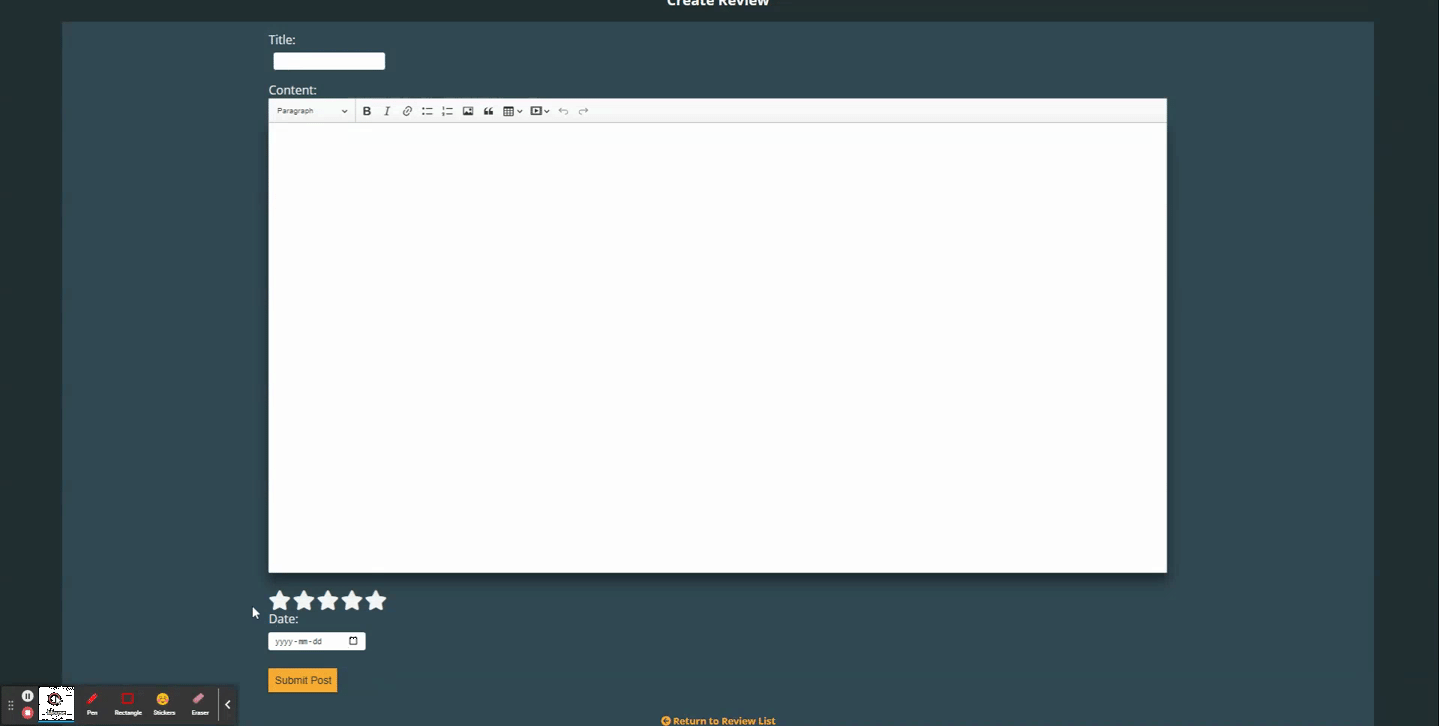 Create Review
Title:
Content:
Paragraph B I
Date:
yyyy-mm-dd
Submit Post
Pen Rectangle Stickers Eraser
Return to Review List